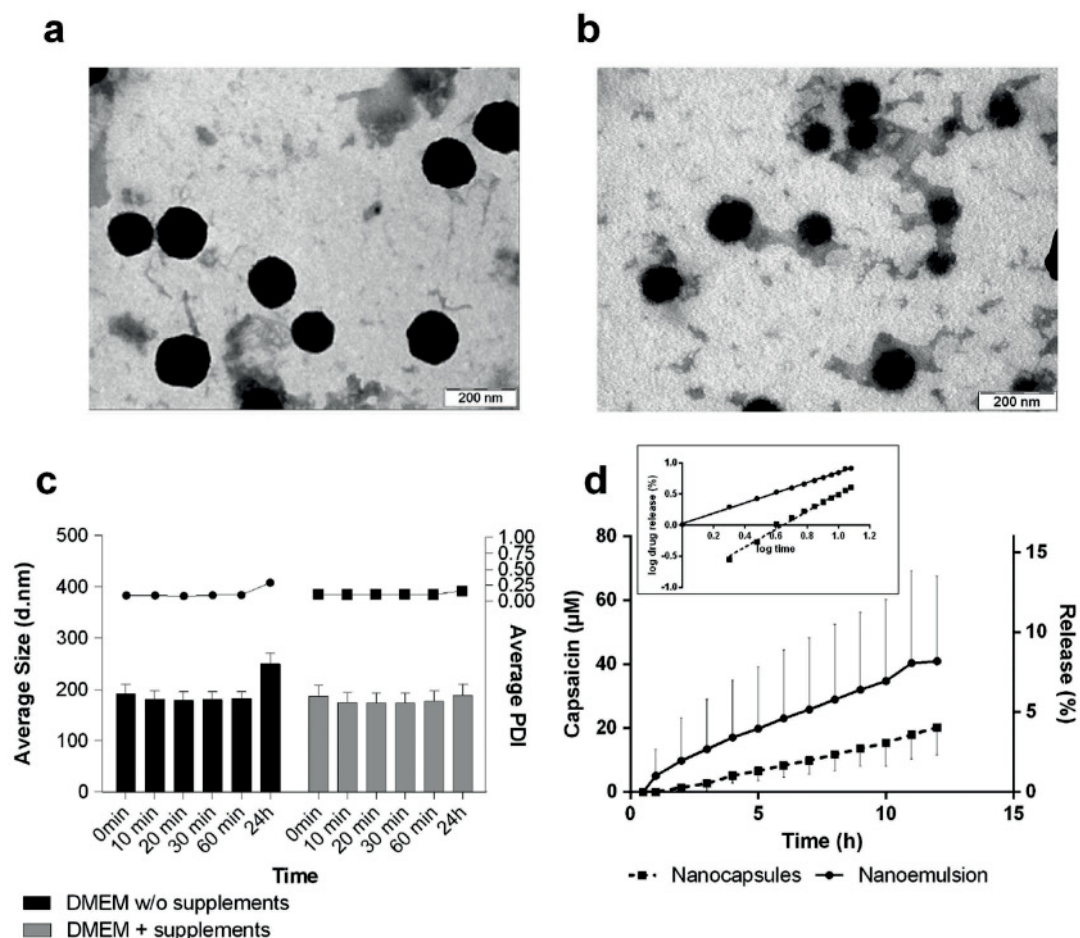 a
b
200 nm
200 nm
c
d
500
400
300
200
100
0
Average Size (d.nm)
1.00
0.75
0.50
0.25
0.00
Average PDI
0min
10 min
20 min
30 min
60 min
24h
0min
10 min
20 min
30 min
60 min
24h
Time
DMEM w/o supplements
DMEM + supplements
log drug release (%)
1.0
0.5
0.0
-0.5
-1.0
0.2 0.4 0.6 0.8 1.0 1.2
log time
80
60
40
20
0
Capsaicin (µM)
15
10
5
0
Release (%)
0 5 10 15
Time (h)
Nanocapsules Nanoemulsion